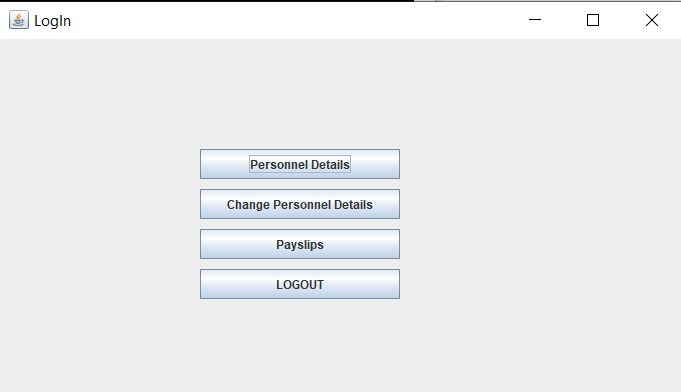 LogIn
Personnel Details
Change Personnel Details
Payslips
LOGOUT